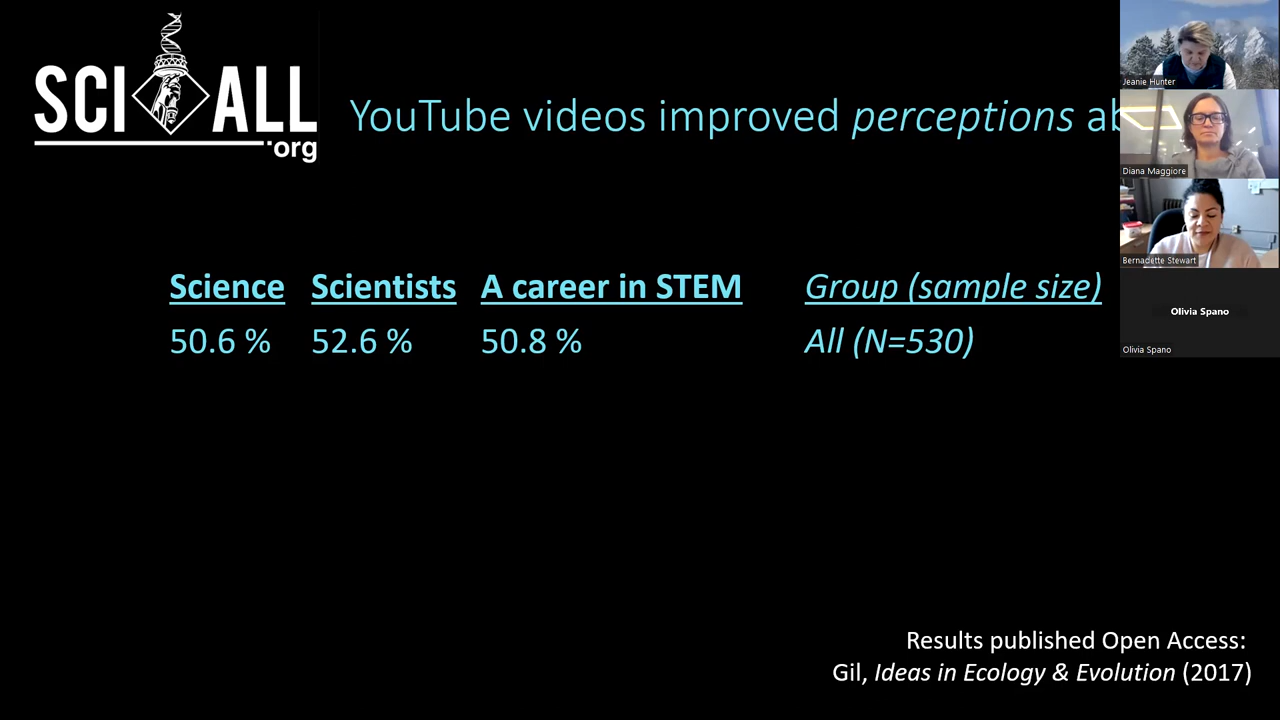 SCI ALL
.org
YouTube videos improved perceptions ab
Science Scientists A career in STEM Group (sample size)
50.6 % 52.6 % 50.8 % All (N=530)
Results published Open Access:
Gil, Ideas in Ecology & Evolution (2017)
Jeanie Hunter
Diana Maggiore
Bernadette Stewart
Olivia Spano
Olivia Spano